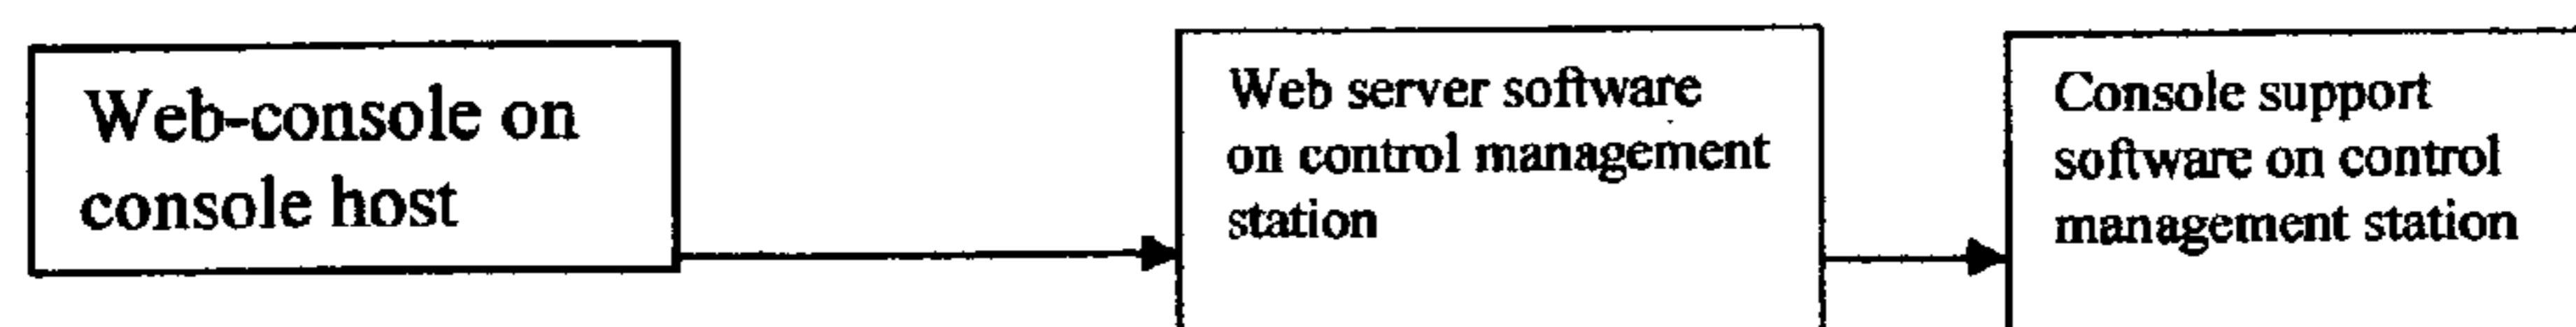 Web-console on
console host
Web server software
on control management
station
Console support
software on control
management station